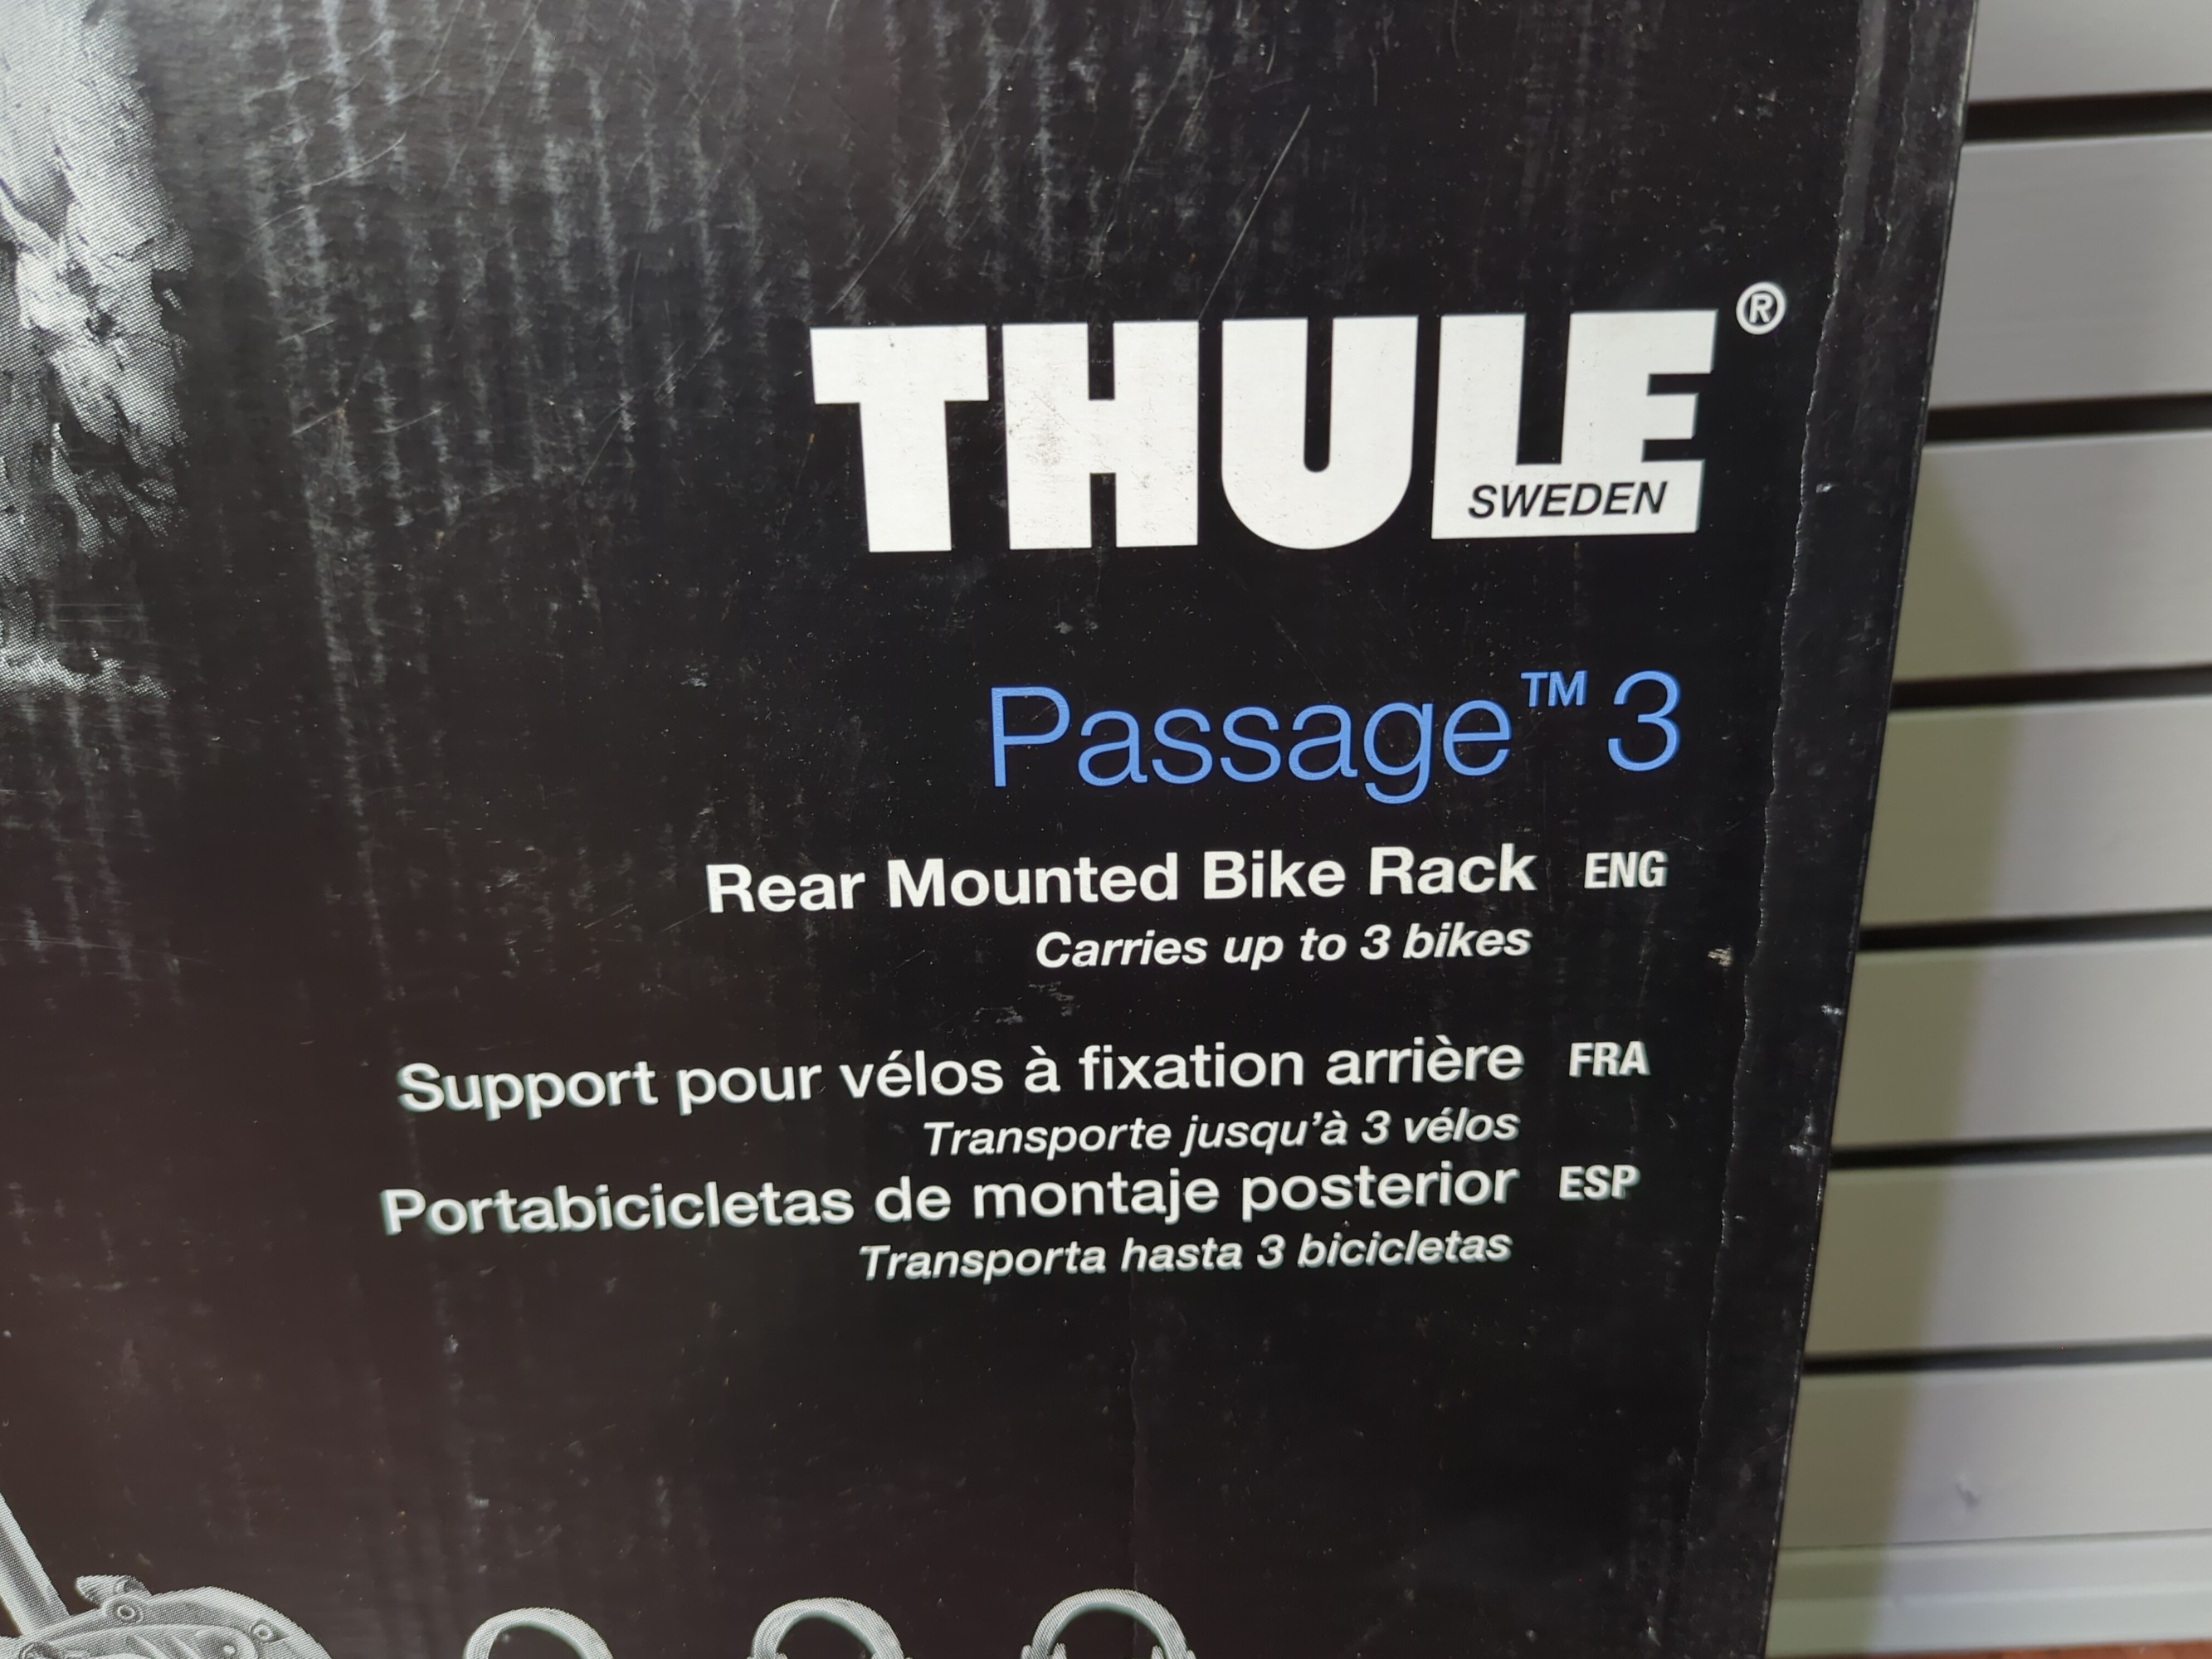 THULE®
SWEDEN
Passage™ 3
Rear Mounted Bike Rack ENG
Carries up to 3 bikes
Support pour vélos à fixation arrière FRA
Transporte jusqu'à 3 vélos
Portabicicletas de montaje posterior ESP
Transporta hasta 3 bicicletas